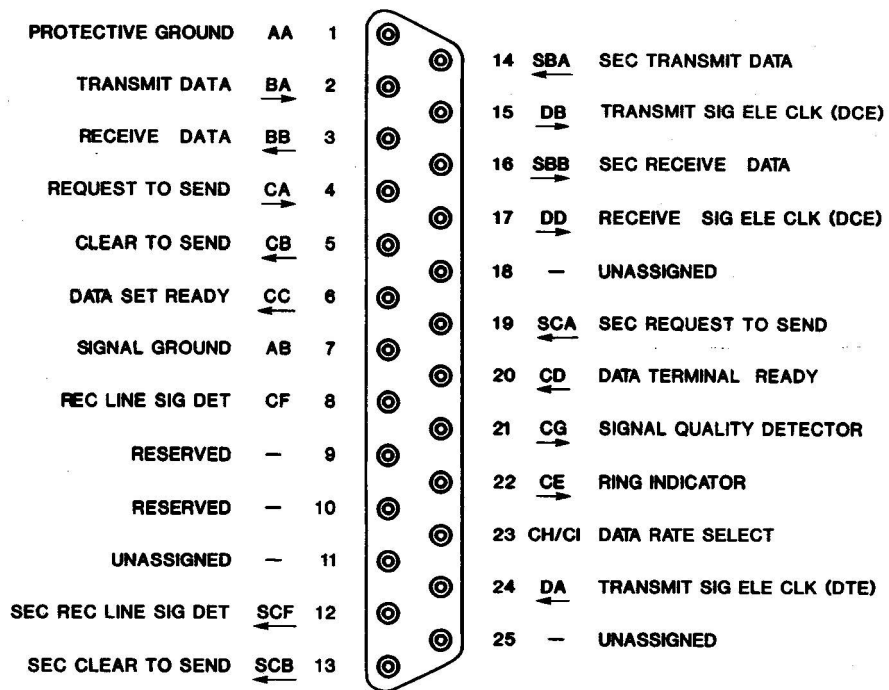 PROTECTIVE GROUND AA 1
TRANSMIT DATA BA 2
RECEIVE DATA BB 3
REQUEST TO SEND CA 4
CLEAR TO SEND CB 5
DATA SET READY CC 6
SIGNAL GROUND AB 7
REC LINE SIG DET CF 8
RESERVED – 9
RESERVED – 10
UNASSIGNED – 11
SEC REC LINE SIG DET SCF 12
SEC CLEAR TO SEND SCB 13
14 SBA SEC TRANSMIT DATA
15 DB TRANSMIT SIG ELE CLK (DCE)
16 SBB SEC RECEIVE DATA
17 DD RECEIVE SIG ELE CLK (DCE)
18 – UNASSIGNED
19 SCA SEC REQUEST TO SEND
20 CD DATA TERMINAL READY
21 CG SIGNAL QUALITY DETECTOR
22 CE RING INDICATOR
23 CH/CI DATA RATE SELECT
24 DA TRANSMIT SIG ELE CLK (DTE)
25 – UNASSIGNED